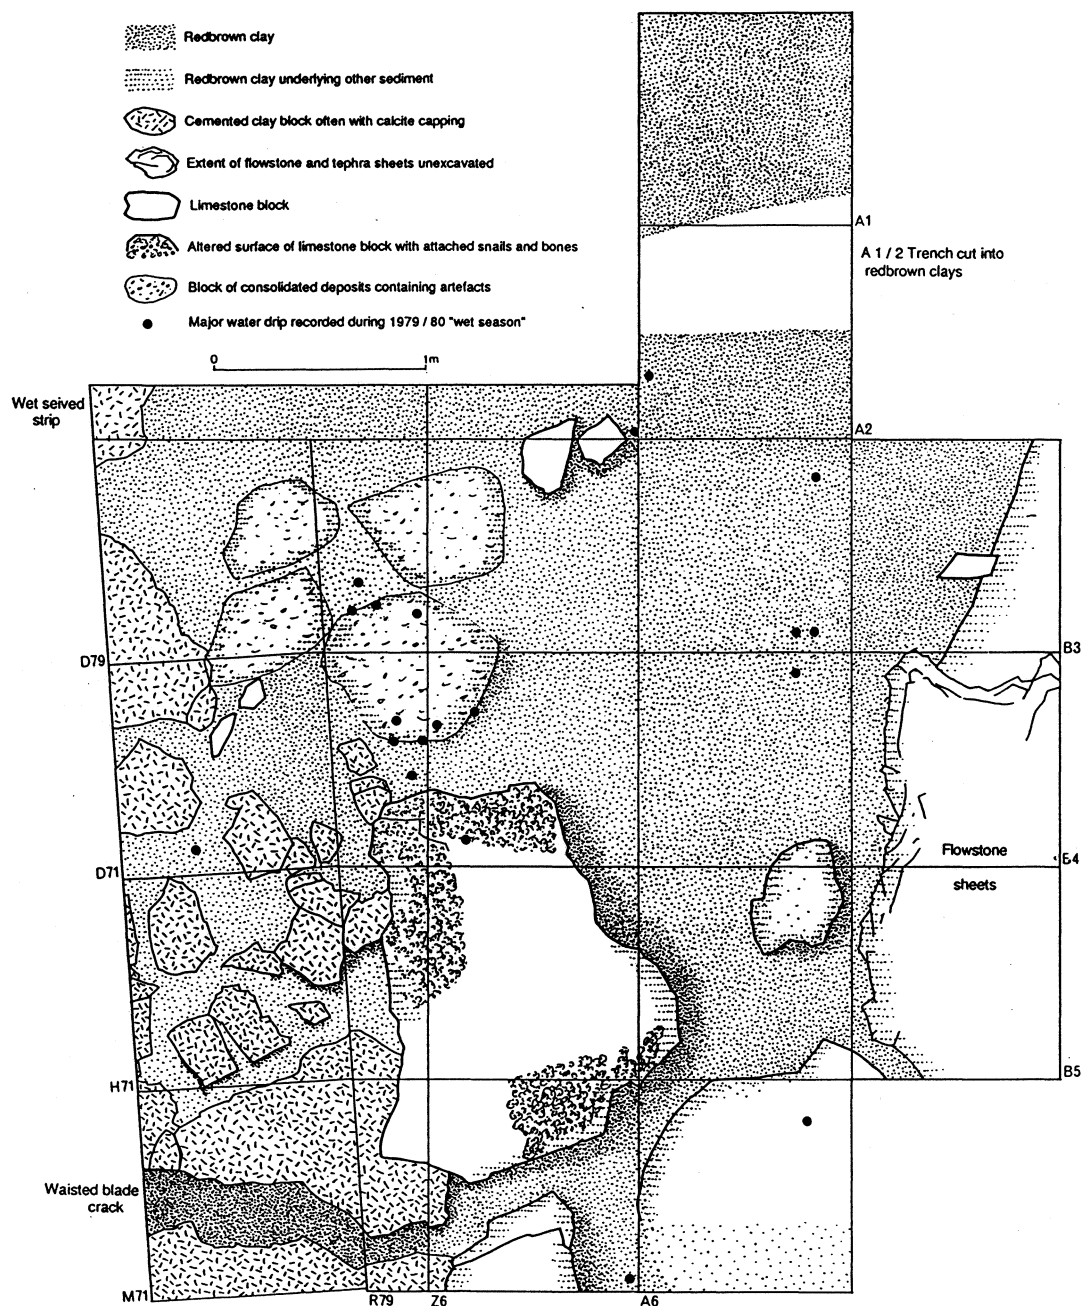 Redbrown clay
Redbrown clay underlying other sediment
Cemented clay block often with calcite capping
Extent of flowstone and tephra sheets unexcavated
Limestone block
Altered surface of limestone block with attached snails and bones
Block of consolidated deposits containing artefacts
Major water drip recorded during 1979 / 80 "wet season"
0 1m
A1
A 1 / 2 Trench cut into
redbrown clays
Wet seived
strip
A2
D79
B3
D71
Flowstone
sheets
B4
H71
B5
Waisted blade
crack
M71
R79 Z6 A6